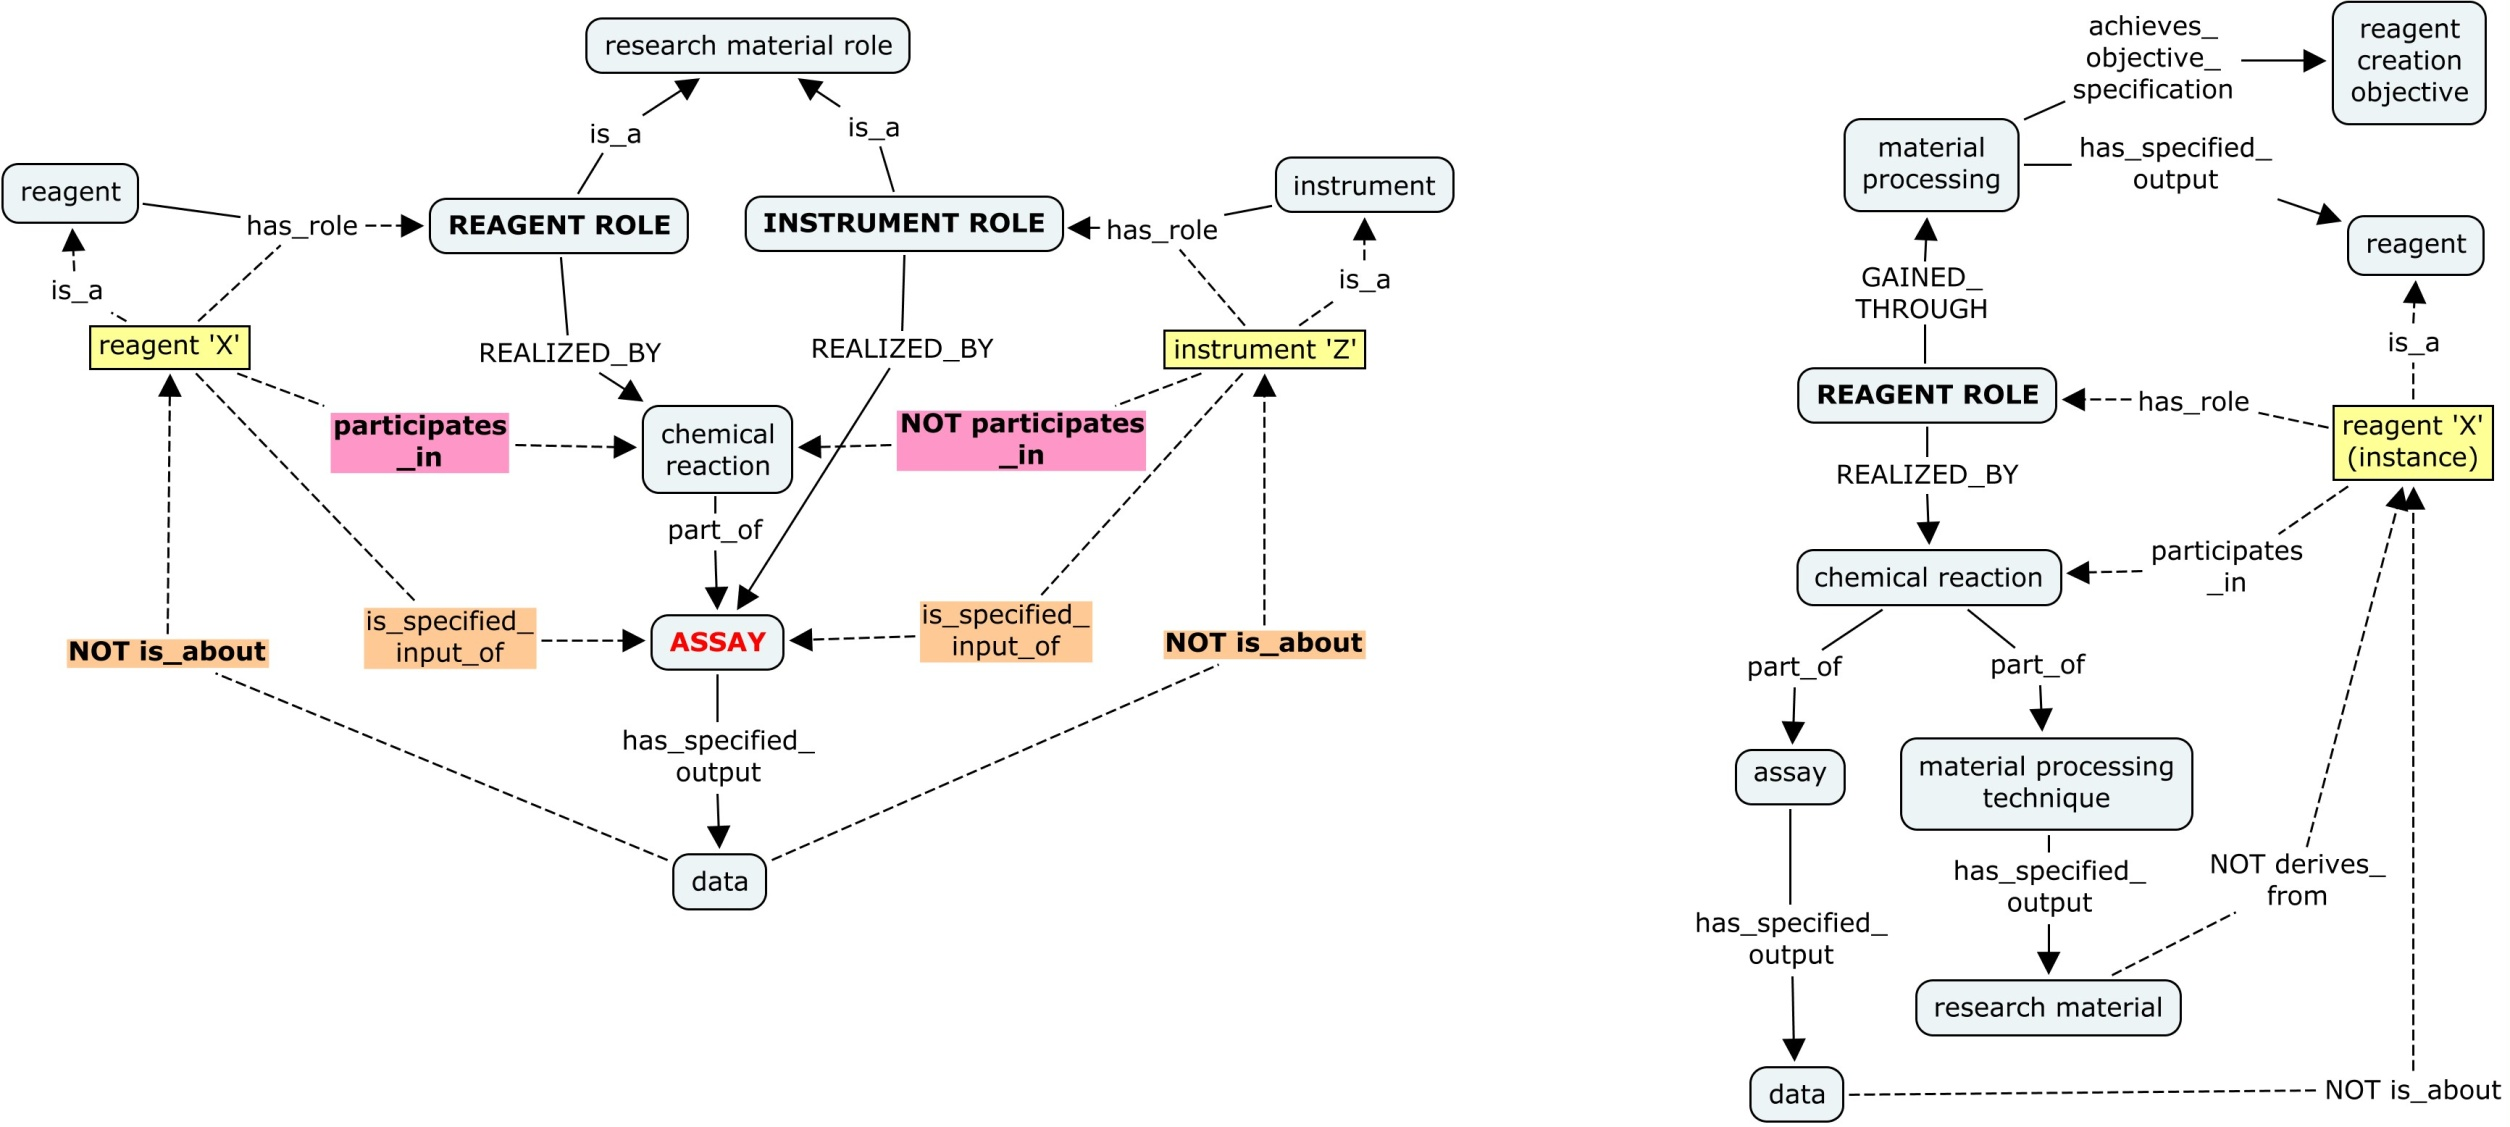 research material role
is_a
is_a
reagent
has_role
REAGENT ROLE
INSTRUMENT ROLE
has_role
instrument
is_a
is_a
reagent 'X'
REALIZED_BY
REALIZED_BY
instrument 'Z'
participates
_in
chemical
reaction
NOT participates
_in
part_of
NOT is_about
is_specified_
input_of
ASSAY
is_specified_
input_of
NOT is_about
has_specified_
output
data
achieves_
objective_
specification
reagent
creation
objective
material
processing
has_specified_
output
reagent
GAINED_
THROUGH
is_a
REAGENT ROLE
has_role
reagent 'X'
(instance)
REALIZED_BY
chemical reaction
participates
_in
part_of
part_of
assay
material processing
technique
has_specified_
output
NOT derives_
from
has_specified_
output
research material
data
NOT is_about